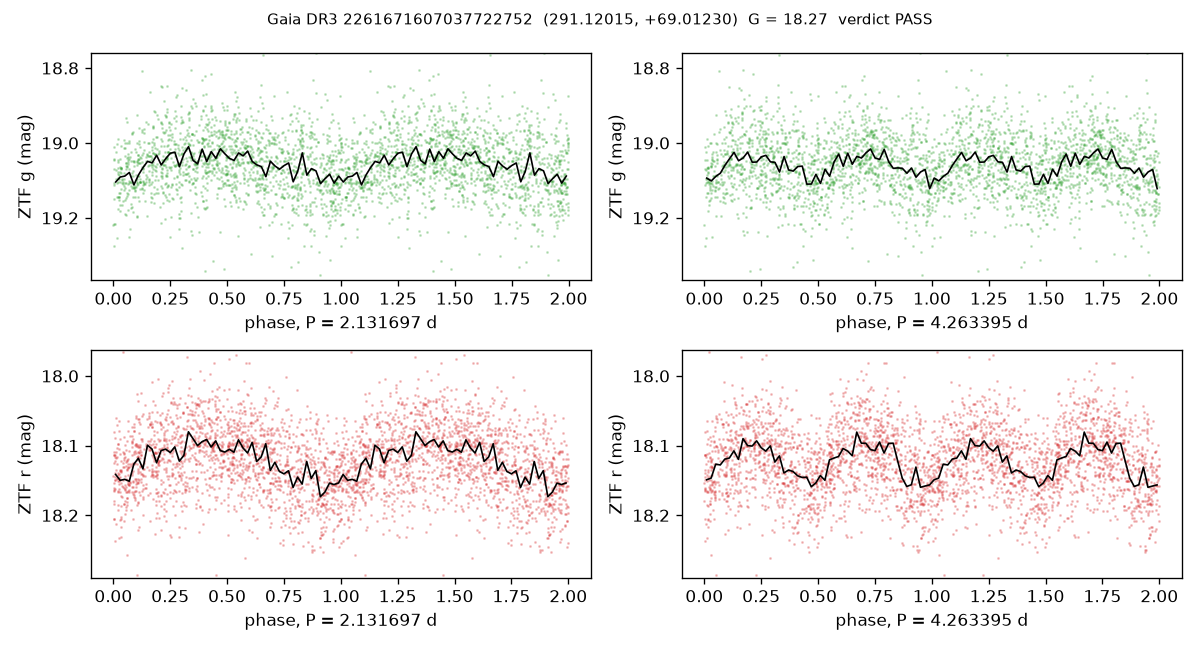 Gaia DR3 2261671607037722752  (291.12015, +69.01230)  G = 18.27  verdict PASS
ZTF g (mag)
18.8
19.0
19.2
0.00 0.25 0.50 0.75 1.00 1.25 1.50 1.75 2.00
phase, P = 2.131697 d
ZTF g (mag)
18.8
19.0
19.2
0.00 0.25 0.50 0.75 1.00 1.25 1.50 1.75 2.00
phase, P = 4.263395 d
ZTF r (mag)
18.0
18.1
18.2
0.00 0.25 0.50 0.75 1.00 1.25 1.50 1.75 2.00
phase, P = 2.131697 d
ZTF r (mag)
18.0
18.1
18.2
0.00 0.25 0.50 0.75 1.00 1.25 1.50 1.75 2.00
phase, P = 4.263395 d